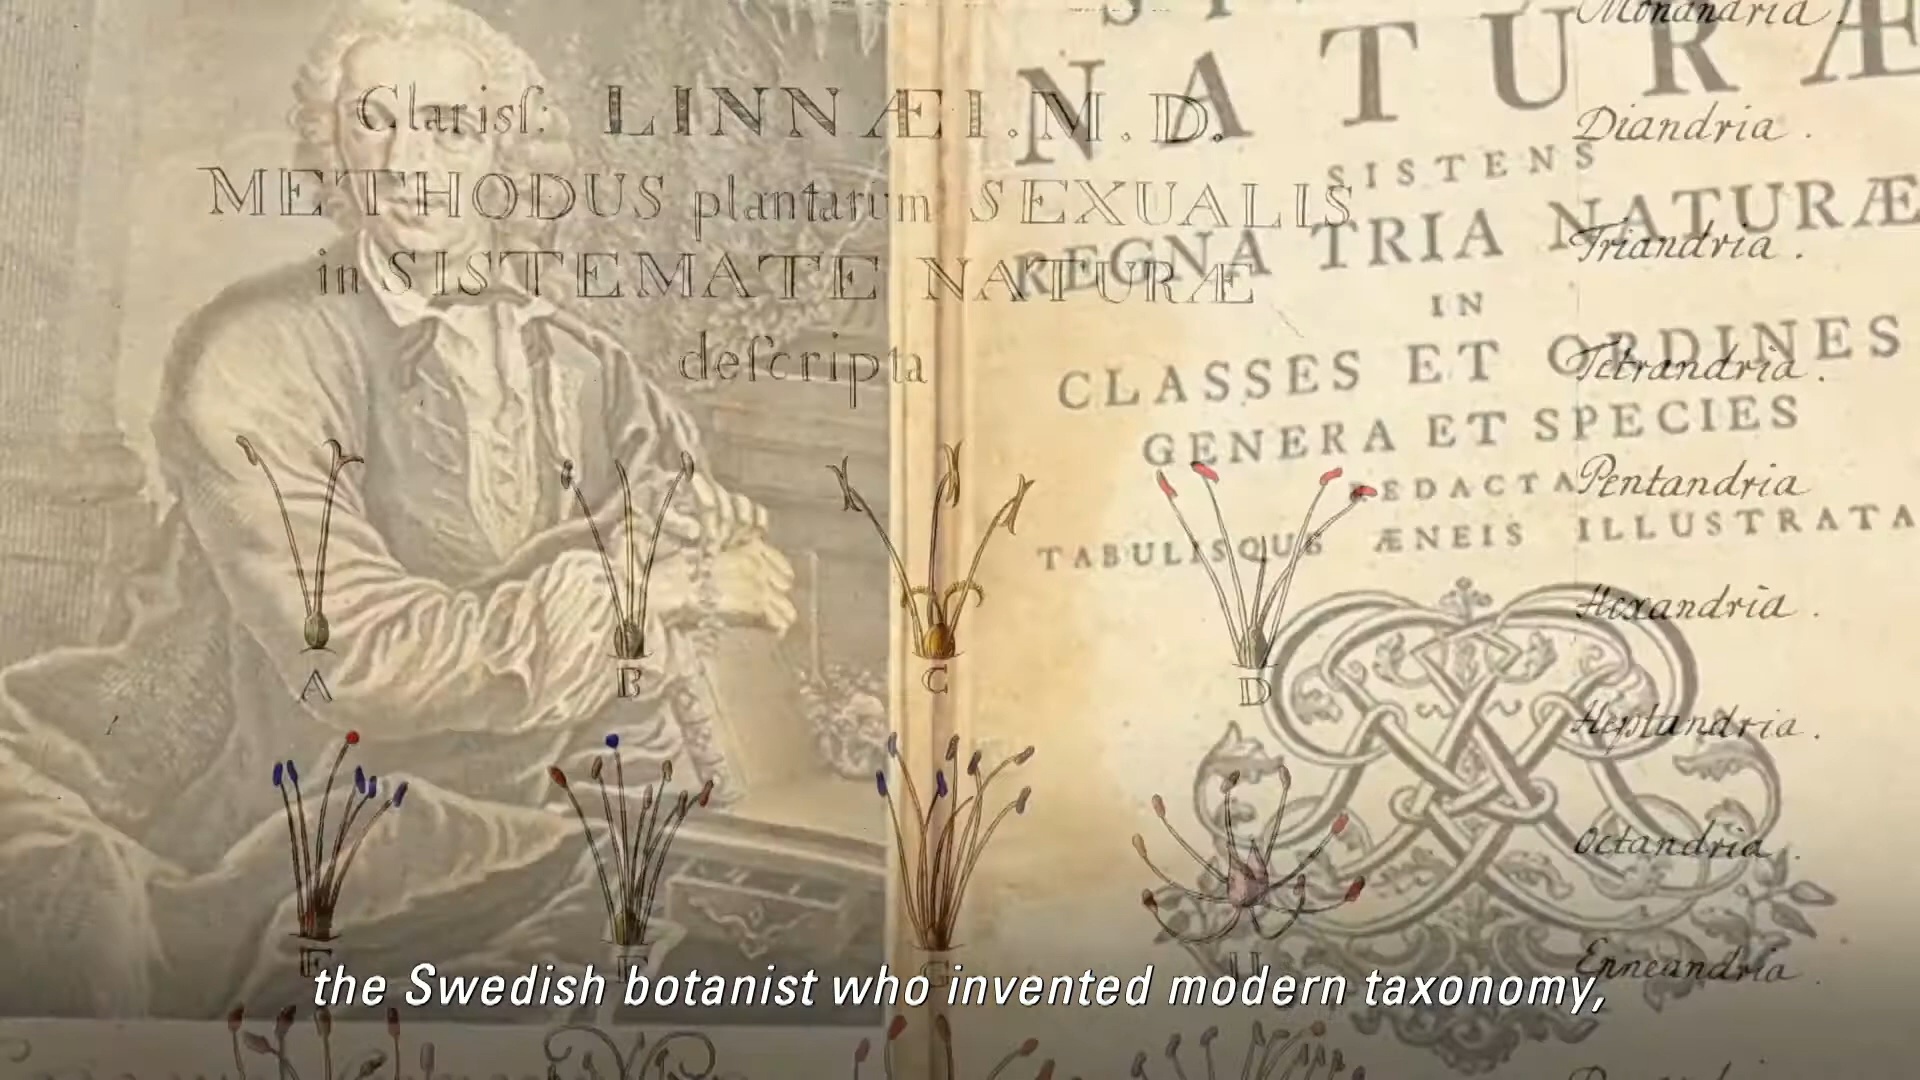 Clarisſ: LINNÆI. M. D.
METHODUS plantarum SEXUALIS
in SISTEMATE NATURÆ
deſcripta
NATURÆ
SISTENS
REGNA TRIA NATURÆ
IN
CLASSES ET ORDINES
GENERA ET SPECIES
REDACTA
TABULISQUE ÆNEIS ILLUSTRATA
Monandria.
Diandria.
Triandria.
Tetrandria.
Pentandria
Hexandria.
Heptandria.
Octandria.
Enneandria.
A B C D
E F G H
the Swedish botanist who invented modern taxonomy,